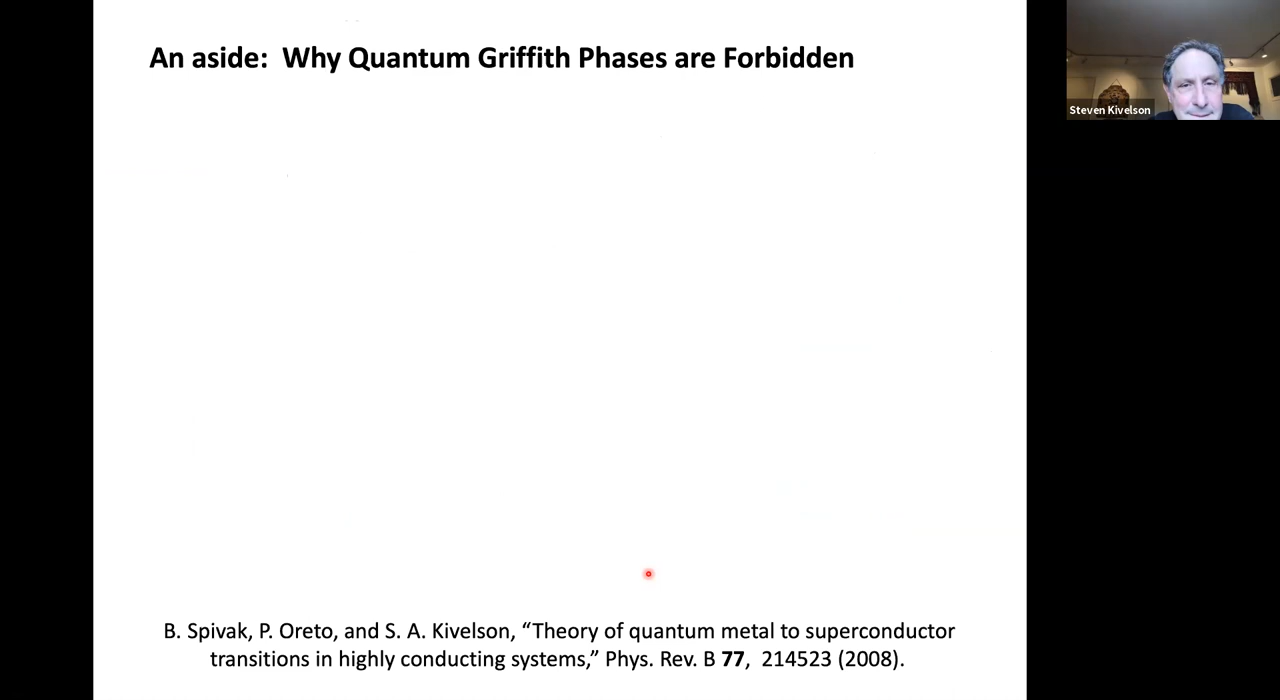 An aside:  Why Quantum Griffith Phases are Forbidden
Steven Kivelson
B. Spivak, P. Oreto, and S. A. Kivelson, “Theory of quantum metal to superconductor
transitions in highly conducting systems,” Phys. Rev. B 77,  214523 (2008).